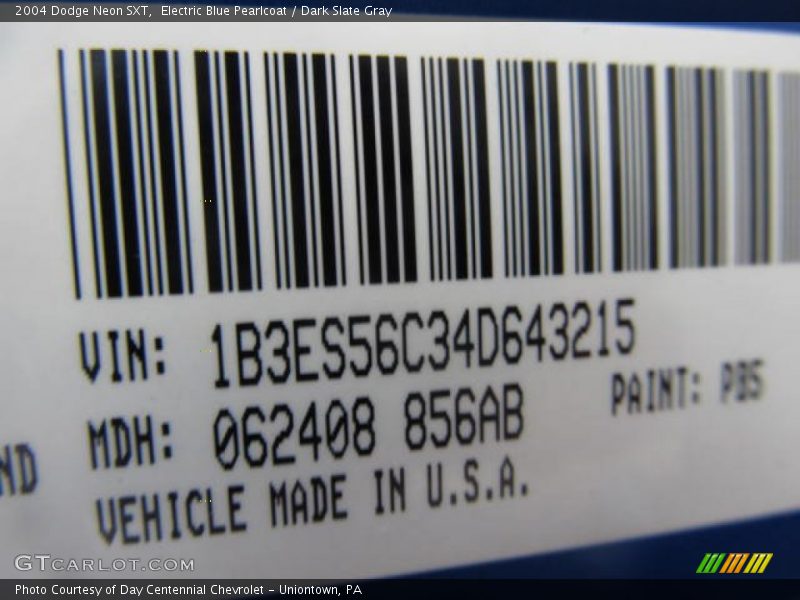 2004 Dodge Neon SXT,  Electric Blue Pearlcoat / Dark Slate Gray
VIN: 1B3ES56C34D643215
MDH: 062408 856AB
PAINT: PB5
ND
VEHICLE MADE IN U.S.A.
GTCARLOT.COM
Photo Courtesy of Day Centennial Chevrolet - Uniontown, PA